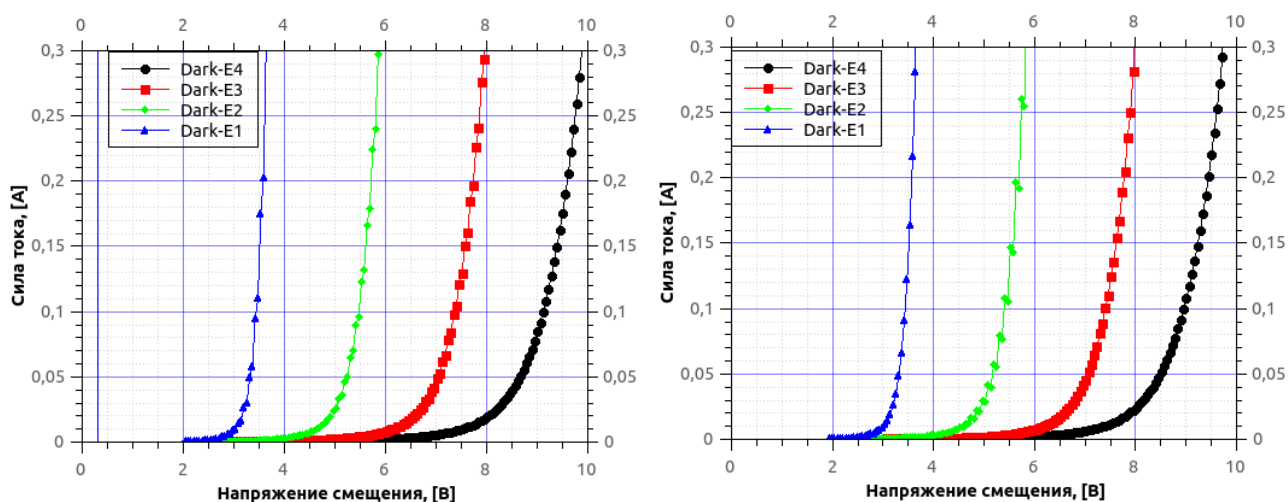 0 2 4 6 8 10
0,3 0,3
Dark-E4
Dark-E3
Dark-E2
Dark-E1
0,25 0,25
0,2 0,2
0,15 0,15
0,1 0,1
0,05 0,05
0 0
Сила тока, [А]
0 2 4 6 8 10
Напряжение смещения, [В]
0 2 4 6 8 10
0,3 0,3
Dark-E4
Dark-E3
Dark-E2
Dark-E1
0,25 0,25
0,2 0,2
0,15 0,15
0,1 0,1
0,05 0,05
0 0
Сила тока, [А]
0 2 4 6 8 10
Напряжение смещения, [В]